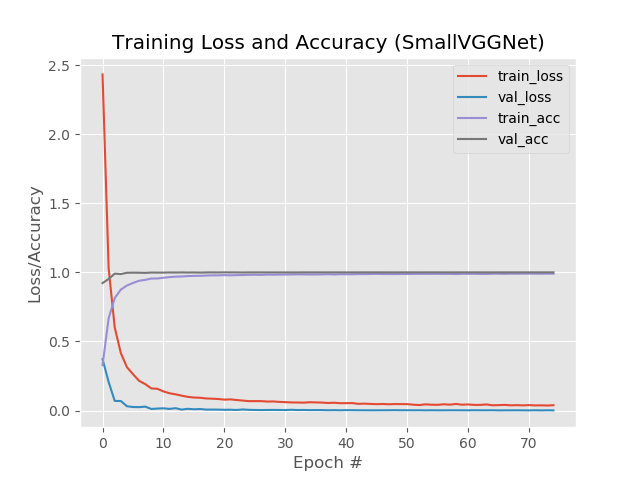 Training Loss and Accuracy (SmallVGGNet)
train_loss
val_loss
train_acc
val_acc
Loss/Accuracy
2.5
2.0
1.5
1.0
0.5
0.0
0 10 20 30 40 50 60 70
Epoch #